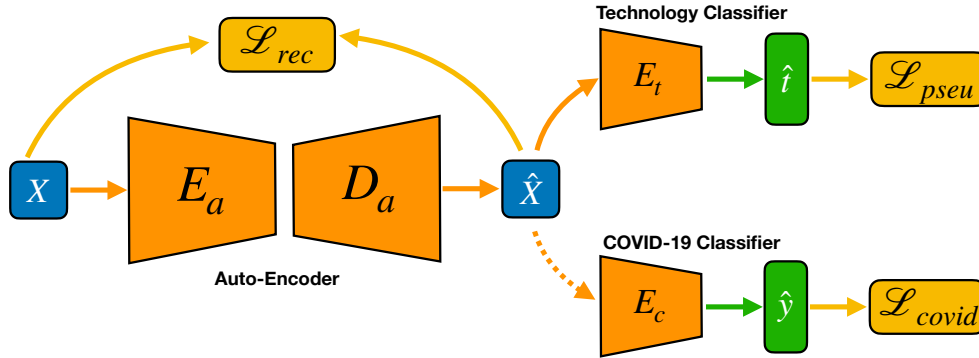 Technology Classifier
ℒ_rec
E_t
t̂
ℒ_pseu
X
E_a
D_a
X̂
Auto-Encoder
COVID-19 Classifier
E_c
ŷ
ℒ_covid